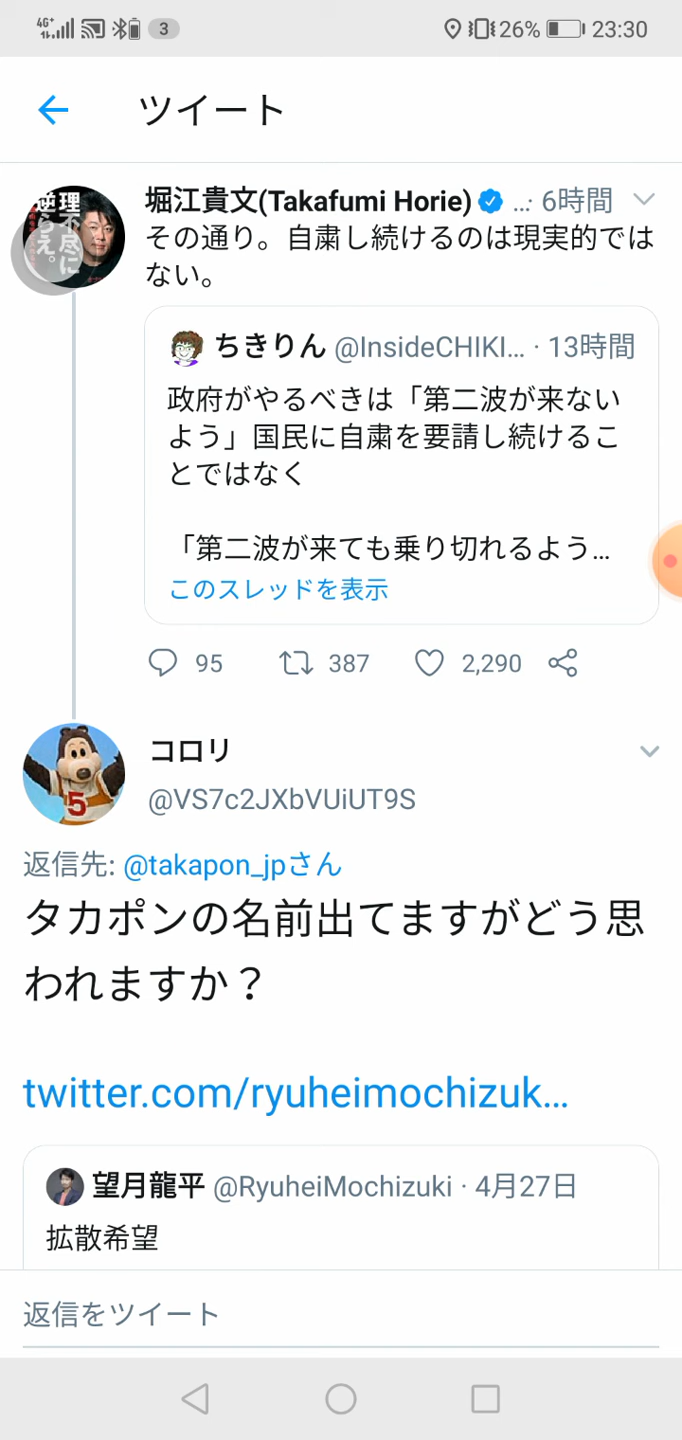 4G+ 3 26% 23:30
ツイート
堀江貴文(Takafumi Horie) …· 6時間
理不尽に
逆らえ。
その通り。自粛し続けるのは現実的では
ない。
ちきりん @InsideCHIKI... · 13時間
政府がやるべきは「第二波が来ない
よう」国民に自粛を要請し続けるこ
とではなく
「第二波が来ても乗り切れるよう...
このスレッドを表示
95 387 2,290
コロリ
@VS7c2JXbVUiUT9S
5
返信先: @takapon_jpさん
タカポンの名前出てますがどう思
われますか？
twitter.com/ryuheimochizuk...
望月龍平 @RyuheiMochizuki · 4月27日
拡散希望
返信をツイート